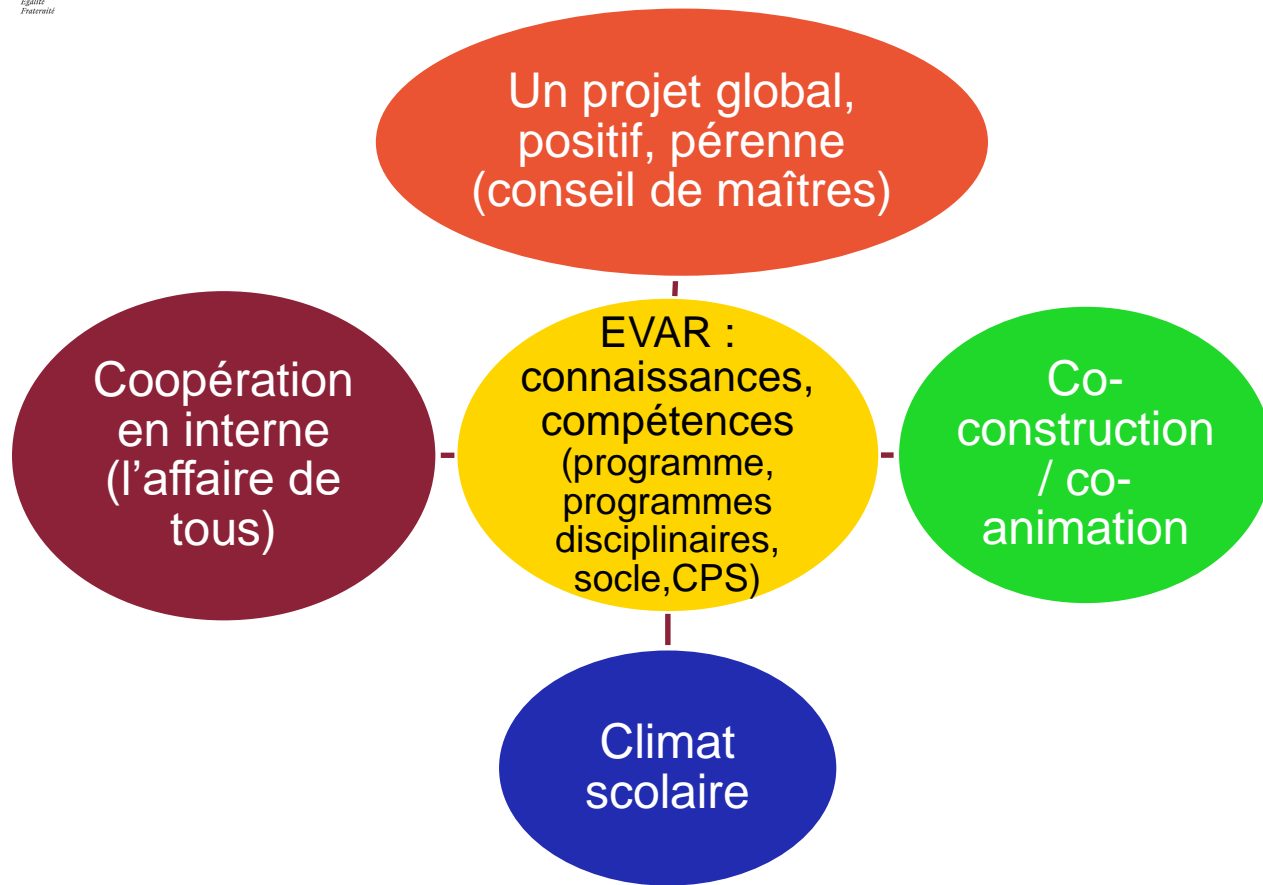 Égalité
Fraternité
Un projet global,
positif, pérenne
(conseil de maîtres)
Coopération
en interne
(l’affaire de
tous)
EVAR :
connaissances,
compétences
(programme,
programmes
disciplinaires,
socle,CPS)
Co-
construction
/ co-
animation
Climat
scolaire